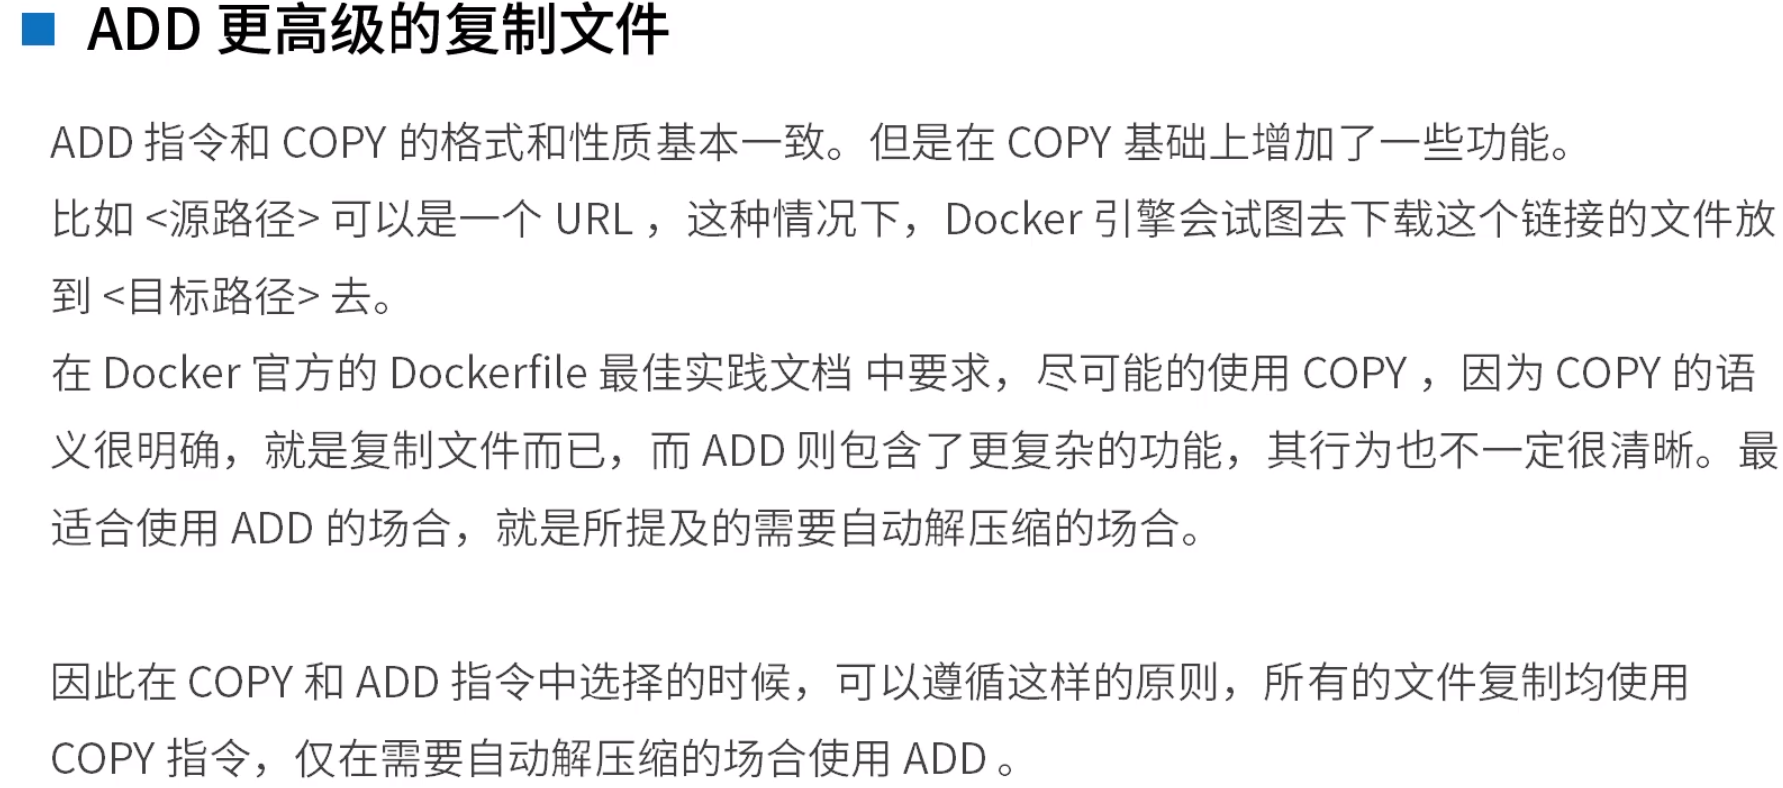 ADD 更高级的复制文件
ADD 指令和 COPY 的格式和性质基本一致。但是在 COPY 基础上增加了一些功能。
比如 <源路径> 可以是一个 URL ，这种情况下，Docker 引擎会试图去下载这个链接的文件放
到 <目标路径> 去。
在 Docker 官方的 Dockerfile 最佳实践文档 中要求，尽可能的使用 COPY ，因为 COPY 的语
义很明确，就是复制文件而已，而 ADD 则包含了更复杂的功能，其行为也不一定很清晰。最
适合使用 ADD 的场合，就是所提及的需要自动解压缩的场合。
因此在 COPY 和 ADD 指令中选择的时候，可以遵循这样的原则，所有的文件复制均使用
COPY 指令，仅在需要自动解压缩的场合使用 ADD 。